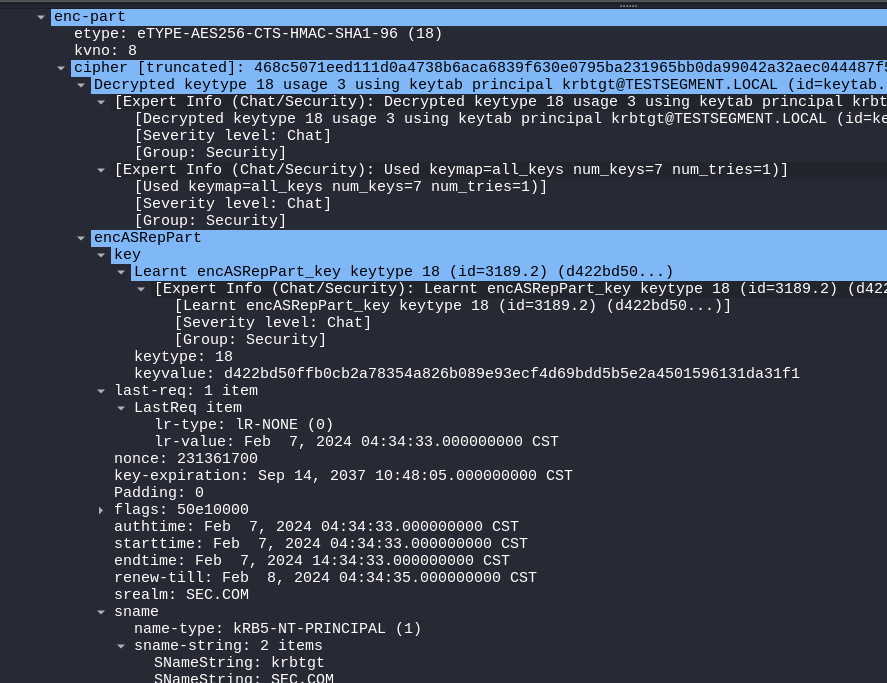 enc-part
etype: eTYPE-AES256-CTS-HMAC-SHA1-96 (18)
kvno: 8
cipher [truncated]: 468c5071eed111d0a4738b6aca6839f630e0795ba231965bb0da99042a32aec044487f5
Decrypted keytype 18 usage 3 using keytab principal krbtgt@TESTSEGMENT.LOCAL (id=keytab.
[Expert Info (Chat/Security): Decrypted keytype 18 usage 3 using keytab principal krbt
[Decrypted keytype 18 usage 3 using keytab principal krbtgt@TESTSEGMENT.LOCAL (id=ke
[Severity level: Chat]
[Group: Security]
[Expert Info (Chat/Security): Used keymap=all_keys num_keys=7 num_tries=1)]
[Used keymap=all_keys num_keys=7 num_tries=1)]
[Severity level: Chat]
[Group: Security]
encASRepPart
key
Learnt encASRepPart_key keytype 18 (id=3189.2) (d422bd50...)
[Expert Info (Chat/Security): Learnt encASRepPart_key keytype 18 (id=3189.2) (d422
[Learnt encASRepPart_key keytype 18 (id=3189.2) (d422bd50...)]
[Severity level: Chat]
[Group: Security]
keytype: 18
keyvalue: d422bd50ffb0cb2a78354a826b089e93ecf4d69bdd5b5e2a4501596131da31f1
last-req: 1 item
LastReq item
lr-type: lR-NONE (0)
lr-value: Feb  7, 2024 04:34:33.000000000 CST
nonce: 231361700
key-expiration: Sep 14, 2037 10:48:05.000000000 CST
Padding: 0
flags: 50e10000
authtime: Feb  7, 2024 04:34:33.000000000 CST
starttime: Feb  7, 2024 04:34:33.000000000 CST
endtime: Feb  7, 2024 14:34:33.000000000 CST
renew-till: Feb  8, 2024 04:34:35.000000000 CST
srealm: SEC.COM
sname
name-type: kRB5-NT-PRINCIPAL (1)
sname-string: 2 items
SNameString: krbtgt
SNameString: SEC.COM